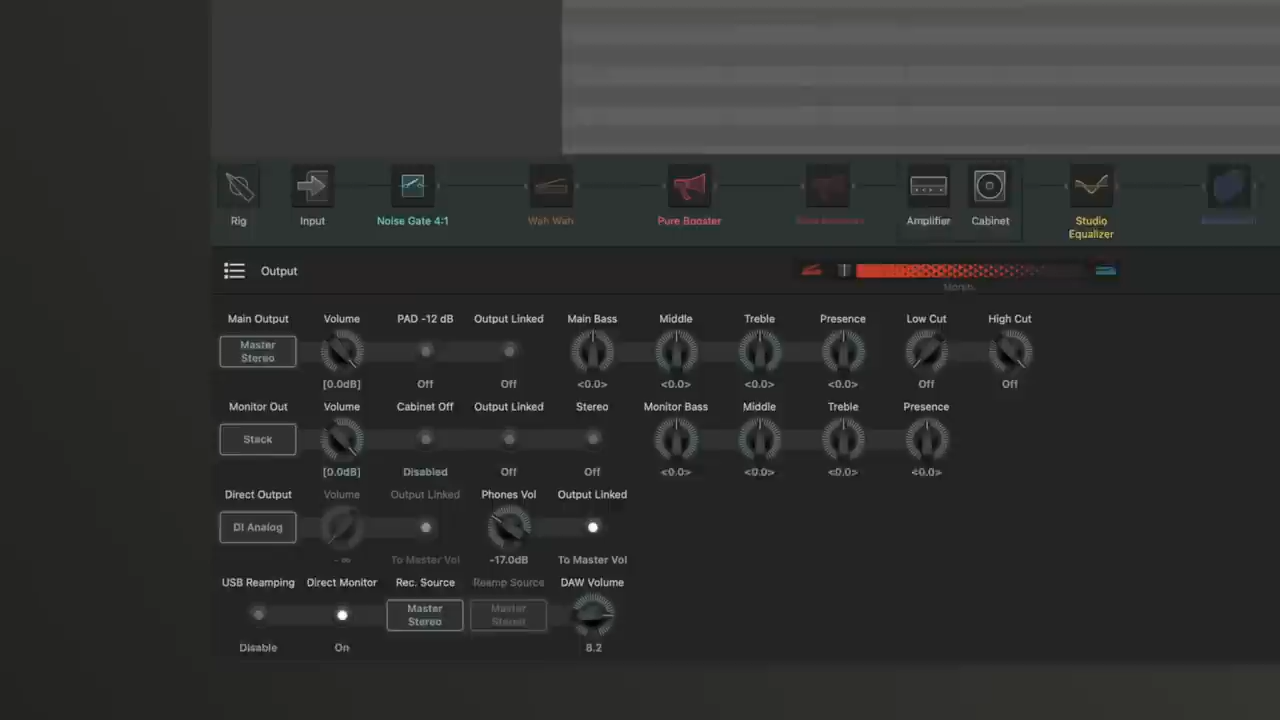 Rig
Input
Noise Gate 4:1
Wah Wah
Pure Booster
Amplifier
Cabinet
Studio
Equalizer
Output
Morph
Main Output
Volume
PAD -12 dB
Output Linked
Main Bass
Middle
Treble
Presence
Low Cut
High Cut
Master
Stereo
[0.0dB]
Off
Off
<0.0>
<0.0>
<0.0>
<0.0>
Off
Off
Monitor Out
Volume
Cabinet Off
Output Linked
Stereo
Monitor Bass
Middle
Treble
Presence
Stack
[0.0dB]
Disabled
Off
Off
<0.0>
<0.0>
<0.0>
<0.0>
Direct Output
Volume
Output Linked
Phones Vol
Output Linked
DI Analog
- ∞
To Master Vol
-17.0dB
To Master Vol
USB Reamping
Direct Monitor
Rec. Source
Reamp Source
DAW Volume
Master
Stereo
Master
Stereo
Disable
On
8.2